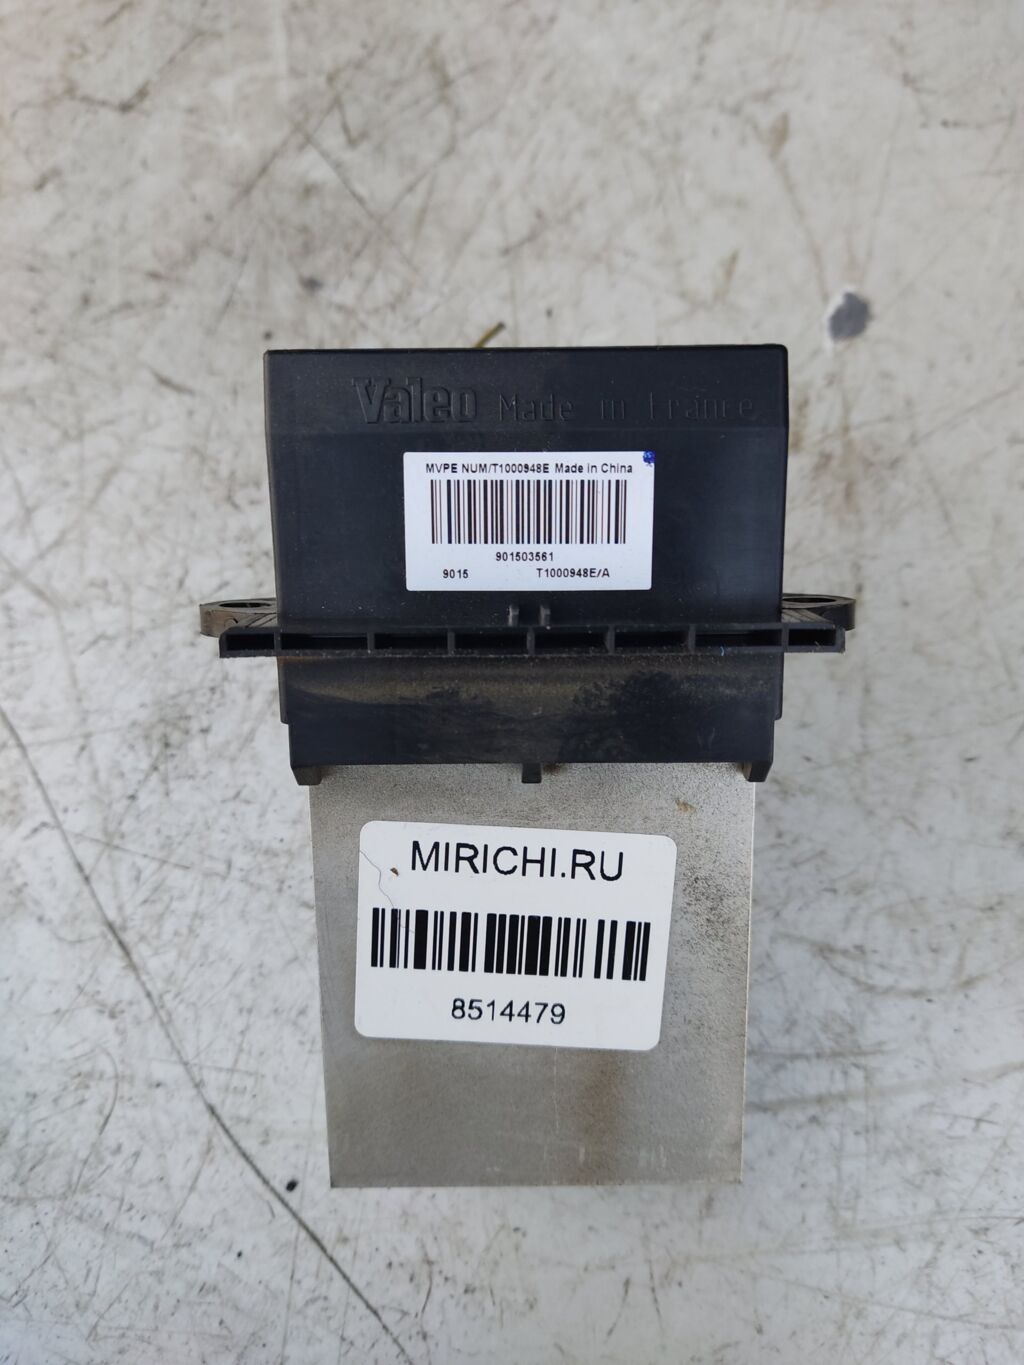 Valeo Made in France
MVPE NUM/T1000948E Made in China
901503561
9015 T1000948E/A
MIRICHI.RU
8514479